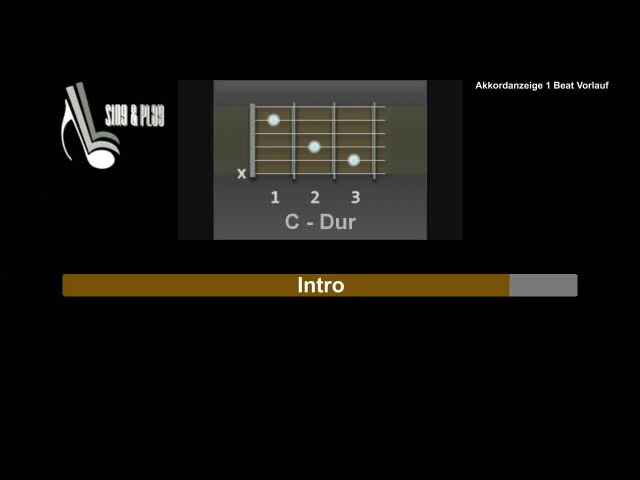 SING & PLAY
Akkordanzeige 1 Beat Vorlauf
x
1 2 3
C - Dur
Intro